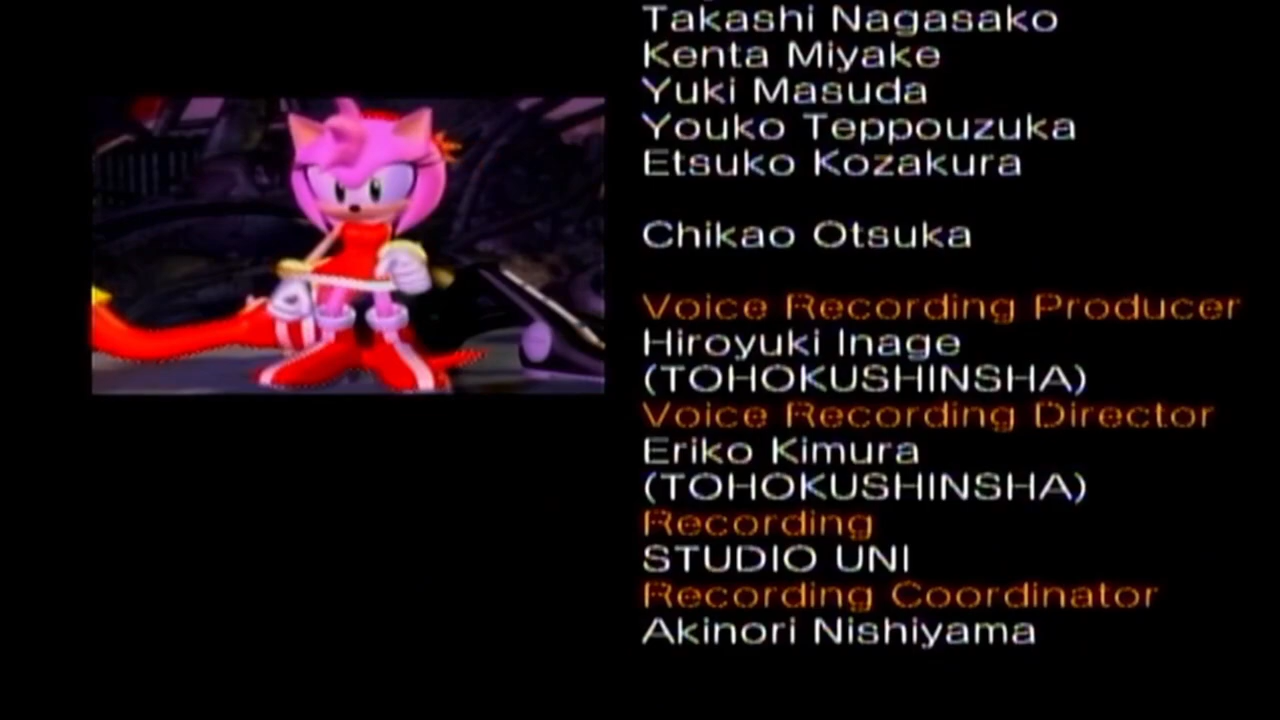 Takashi Nagasako
Kenta Miyake
Yuki Masuda
Youko Teppouzuka
Etsuko Kozakura
Chikao Otsuka
Voice Recording Producer
Hiroyuki Inage
(TOHOKUSHINSHA)
Voice Recording Director
Eriko Kimura
(TOHOKUSHINSHA)
Recording
STUDIO UNI
Recording Coordinator
Akinori Nishiyama